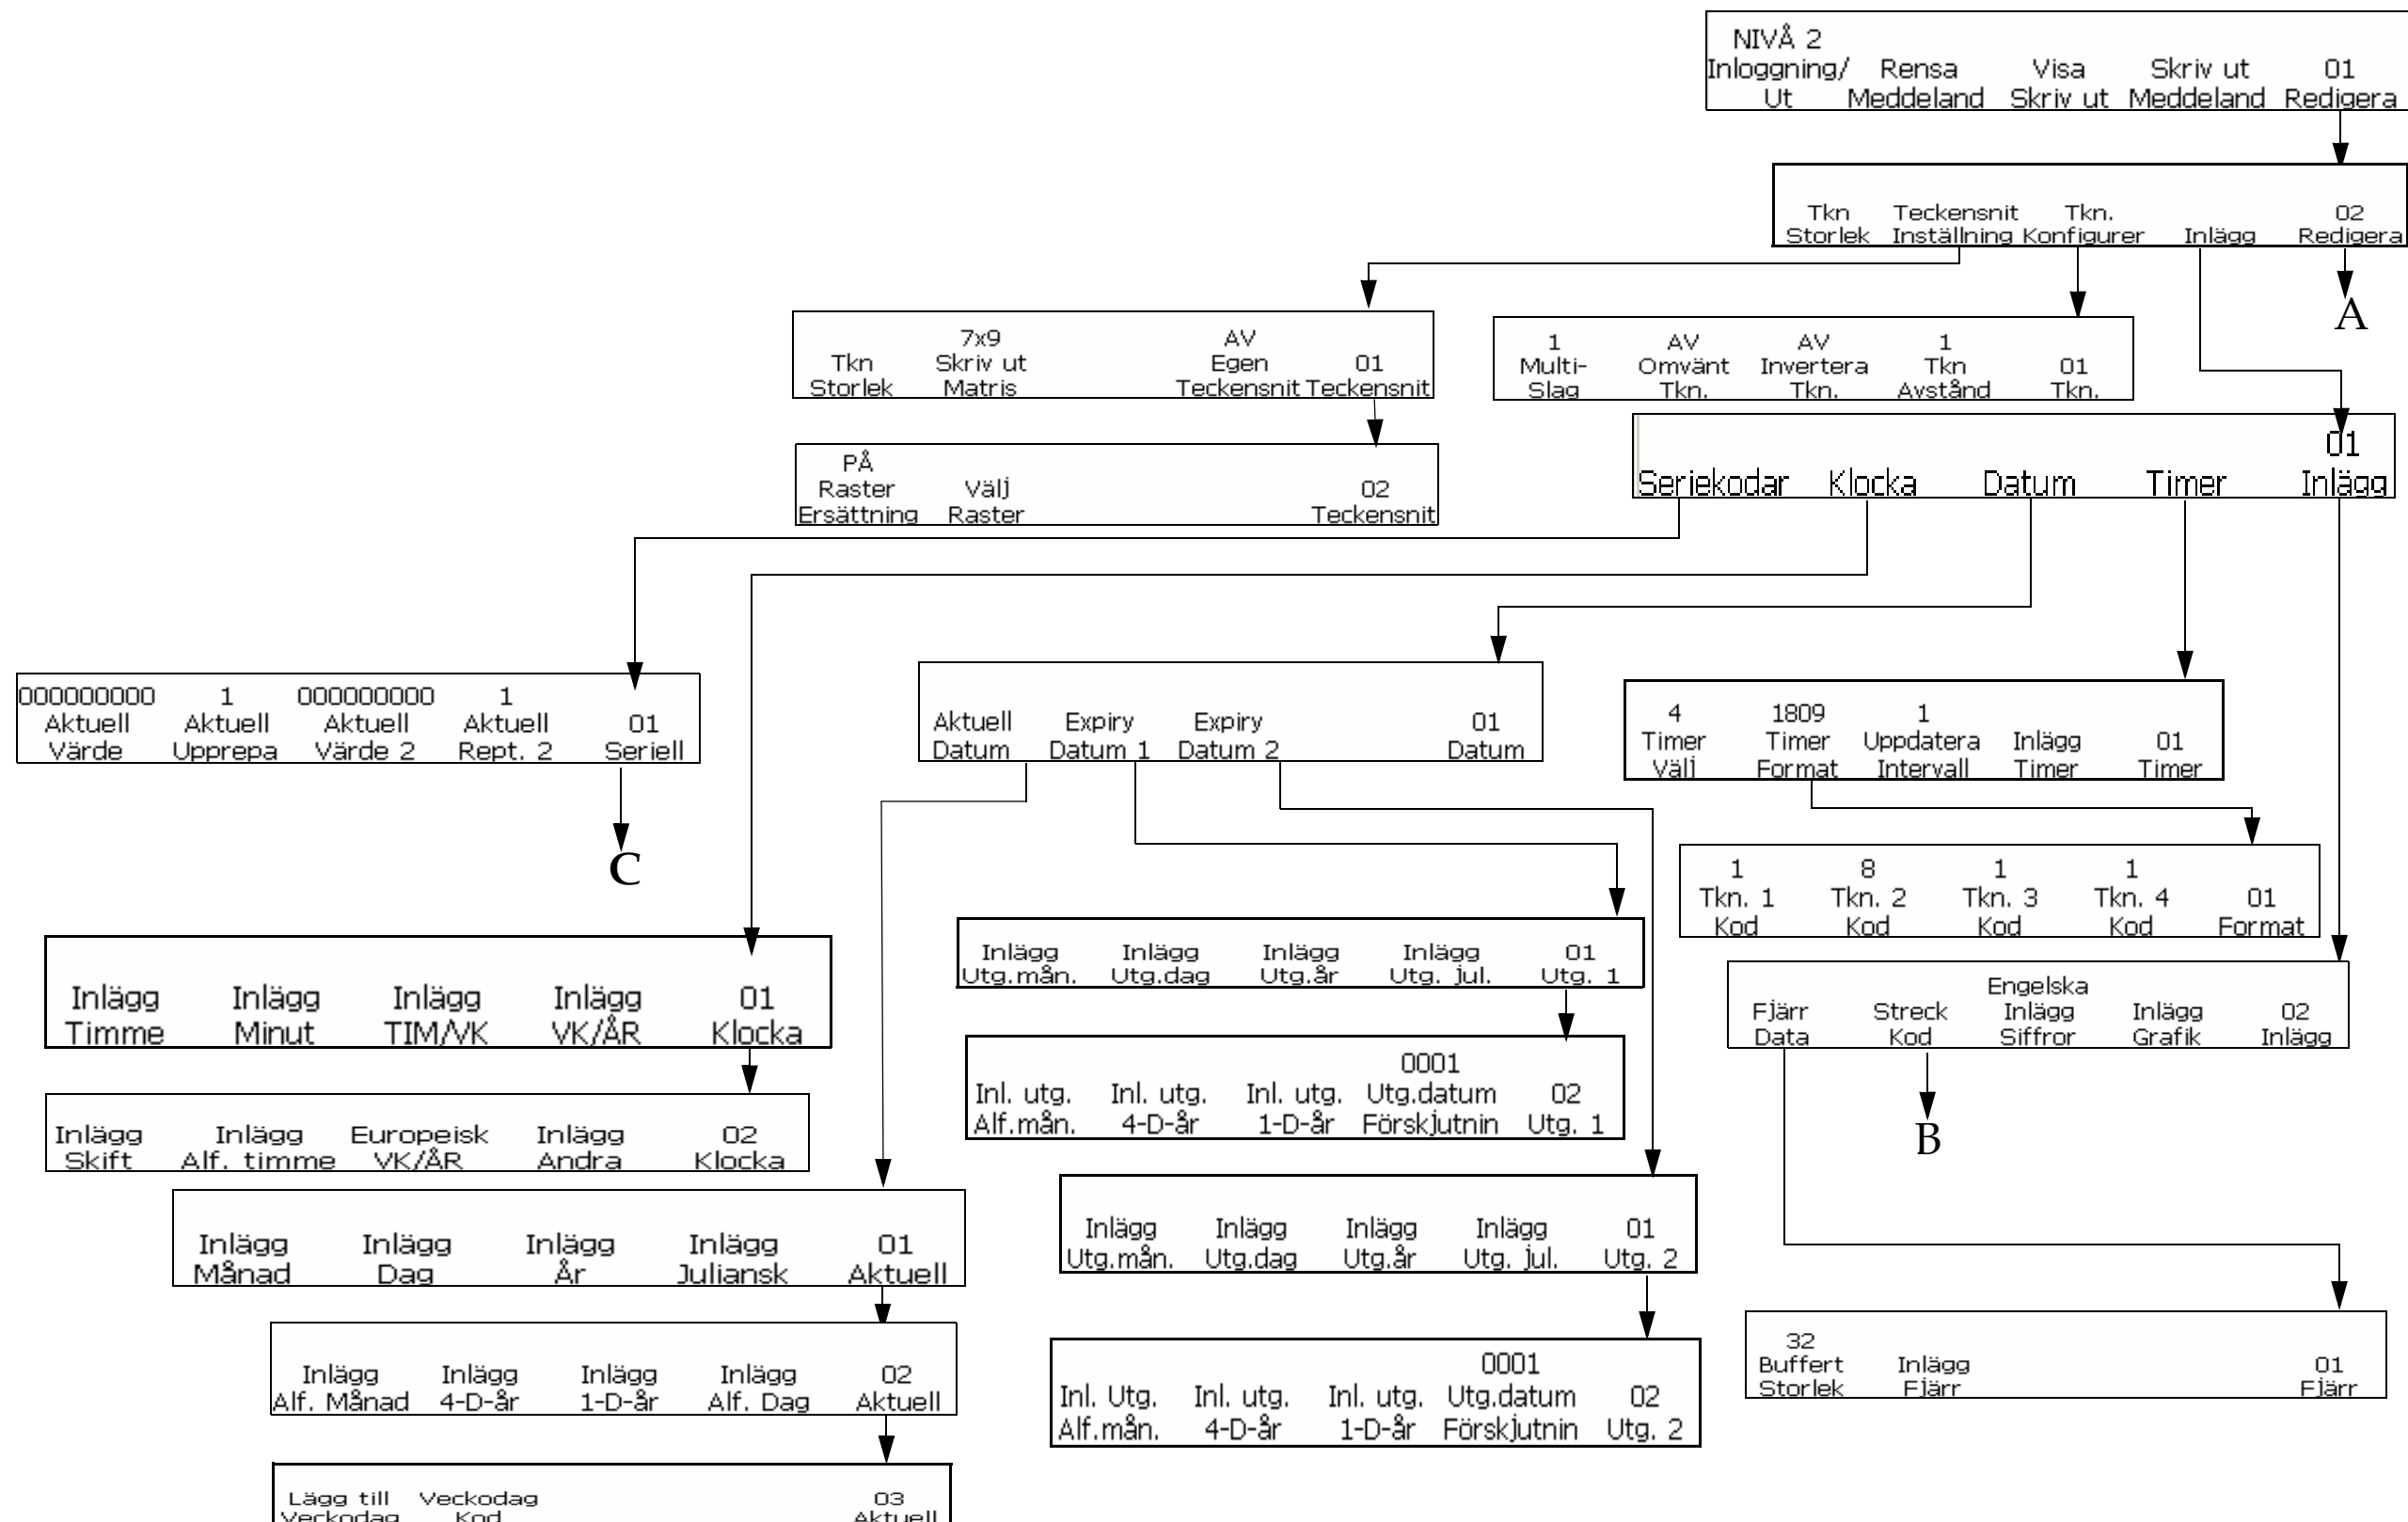 NIVÅ 2
Inloggning/ Rensa Visa Skriv ut 01
Ut Meddeland Skriv ut Meddeland Redigera
Tkn Teckensnit Tkn. 02
Storlek Inställning Konfigurer Inlägg Redigera
A
7x9 AV
Tkn Skriv ut Egen 01
Storlek Matris Teckensnit Teckensnit
1 AV AV 1
Multi- Omvänt Invertera Tkn 01
Slag Tkn. Tkn. Avstånd Tkn.
PÅ
Raster Välj 02
Ersättning Raster Teckensnit
01
Seriekodar Klocka Datum Timer Inlägg
000000000 1 000000000 1
Aktuell Aktuell Aktuell Aktuell 01
Värde Upprepa Värde 2 Rept. 2 Seriell
C
Aktuell Expiry Expiry 01
Datum Datum 1 Datum 2 Datum
4 1809 1
Timer Timer Uppdatera Inlägg 01
Välj Format Intervall Timer Timer
1 8 1 1
Tkn. 1 Tkn. 2 Tkn. 3 Tkn. 4 01
Kod Kod Kod Kod Format
Inlägg Inlägg Inlägg Inlägg 01
Timme Minut TIM/VK VK/ÅR Klocka
Inlägg Inlägg Inlägg Inlägg 01
Utg.mån. Utg.dag Utg.år Utg. jul. Utg. 1
Engelska
Fjärr Streck Inlägg Inlägg 02
Data Kod Siffror Grafik Inlägg
B
0001
Inl. utg. Inl. utg. Inl. utg. Utg.datum 02
Alf.mån. 4-D-år 1-D-år Förskjutnin Utg. 1
Inlägg Inlägg Europeisk Inlägg 02
Skift Alf. timme VK/ÅR Andra Klocka
Inlägg Inlägg Inlägg Inlägg 01
Månad Dag År Juliansk Aktuell
Inlägg Inlägg Inlägg Inlägg 01
Utg.mån. Utg.dag Utg.år Utg. jul. Utg. 2
Inlägg Inlägg Inlägg Inlägg 02
Alf. Månad 4-D-år 1-D-år Alf. Dag Aktuell
0001
Inl. Utg. Inl. utg. Inl. utg. Utg.datum 02
Alf.mån. 4-D-år 1-D-år Förskjutnin Utg. 2
32
Buffert Inlägg 01
Storlek Fjärr Fjärr
Lägg till Veckodag 03
Veckodag Kod Aktuell